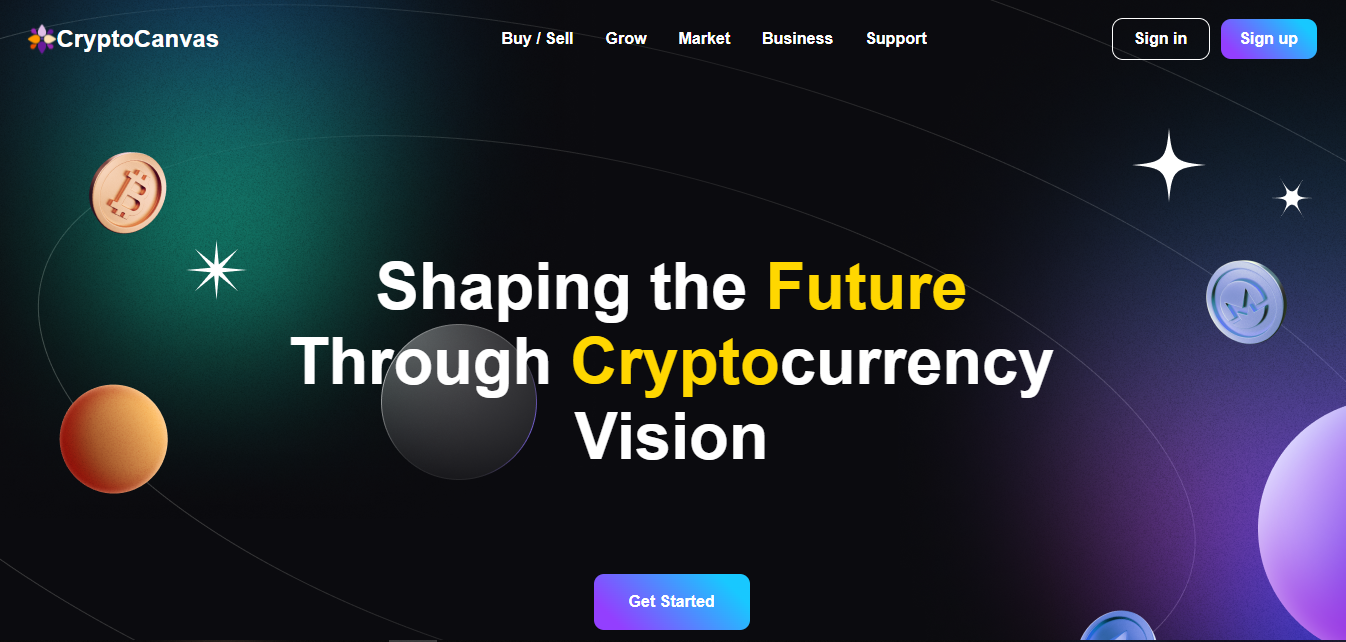 CryptoCanvas
Buy / Sell
Grow
Market
Business
Support
Sign in
Sign up
Shaping the Future
Through Cryptocurrency
Vision
Get Started